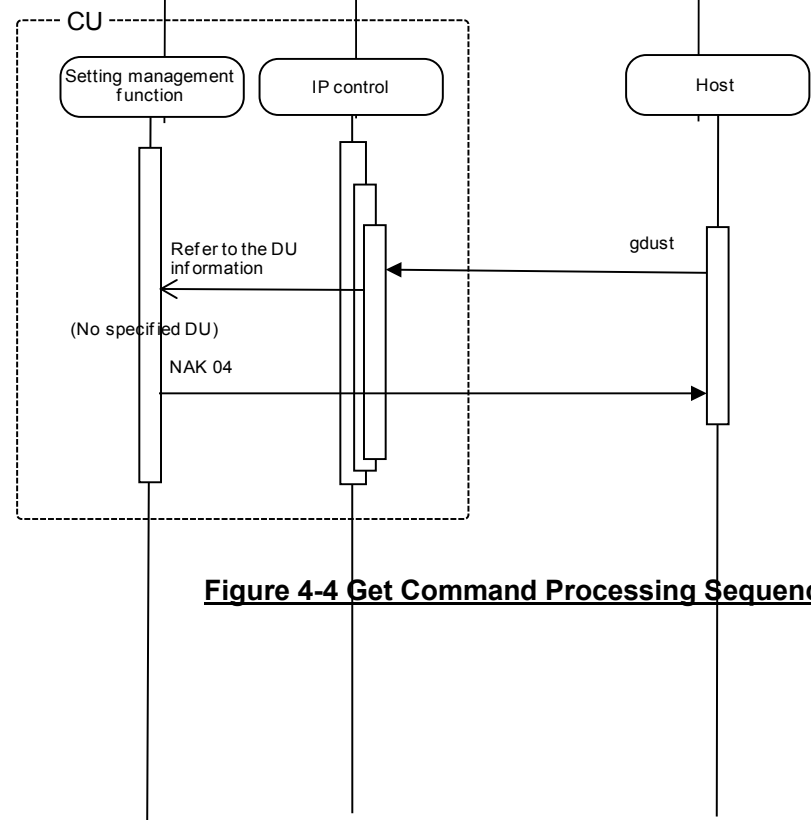 CU
Setting management
function
IP control
Host
gdust
Refer to the DU
information
(No specified DU)
NAK 04
Figure 4-4 Get Command Processing Sequenc